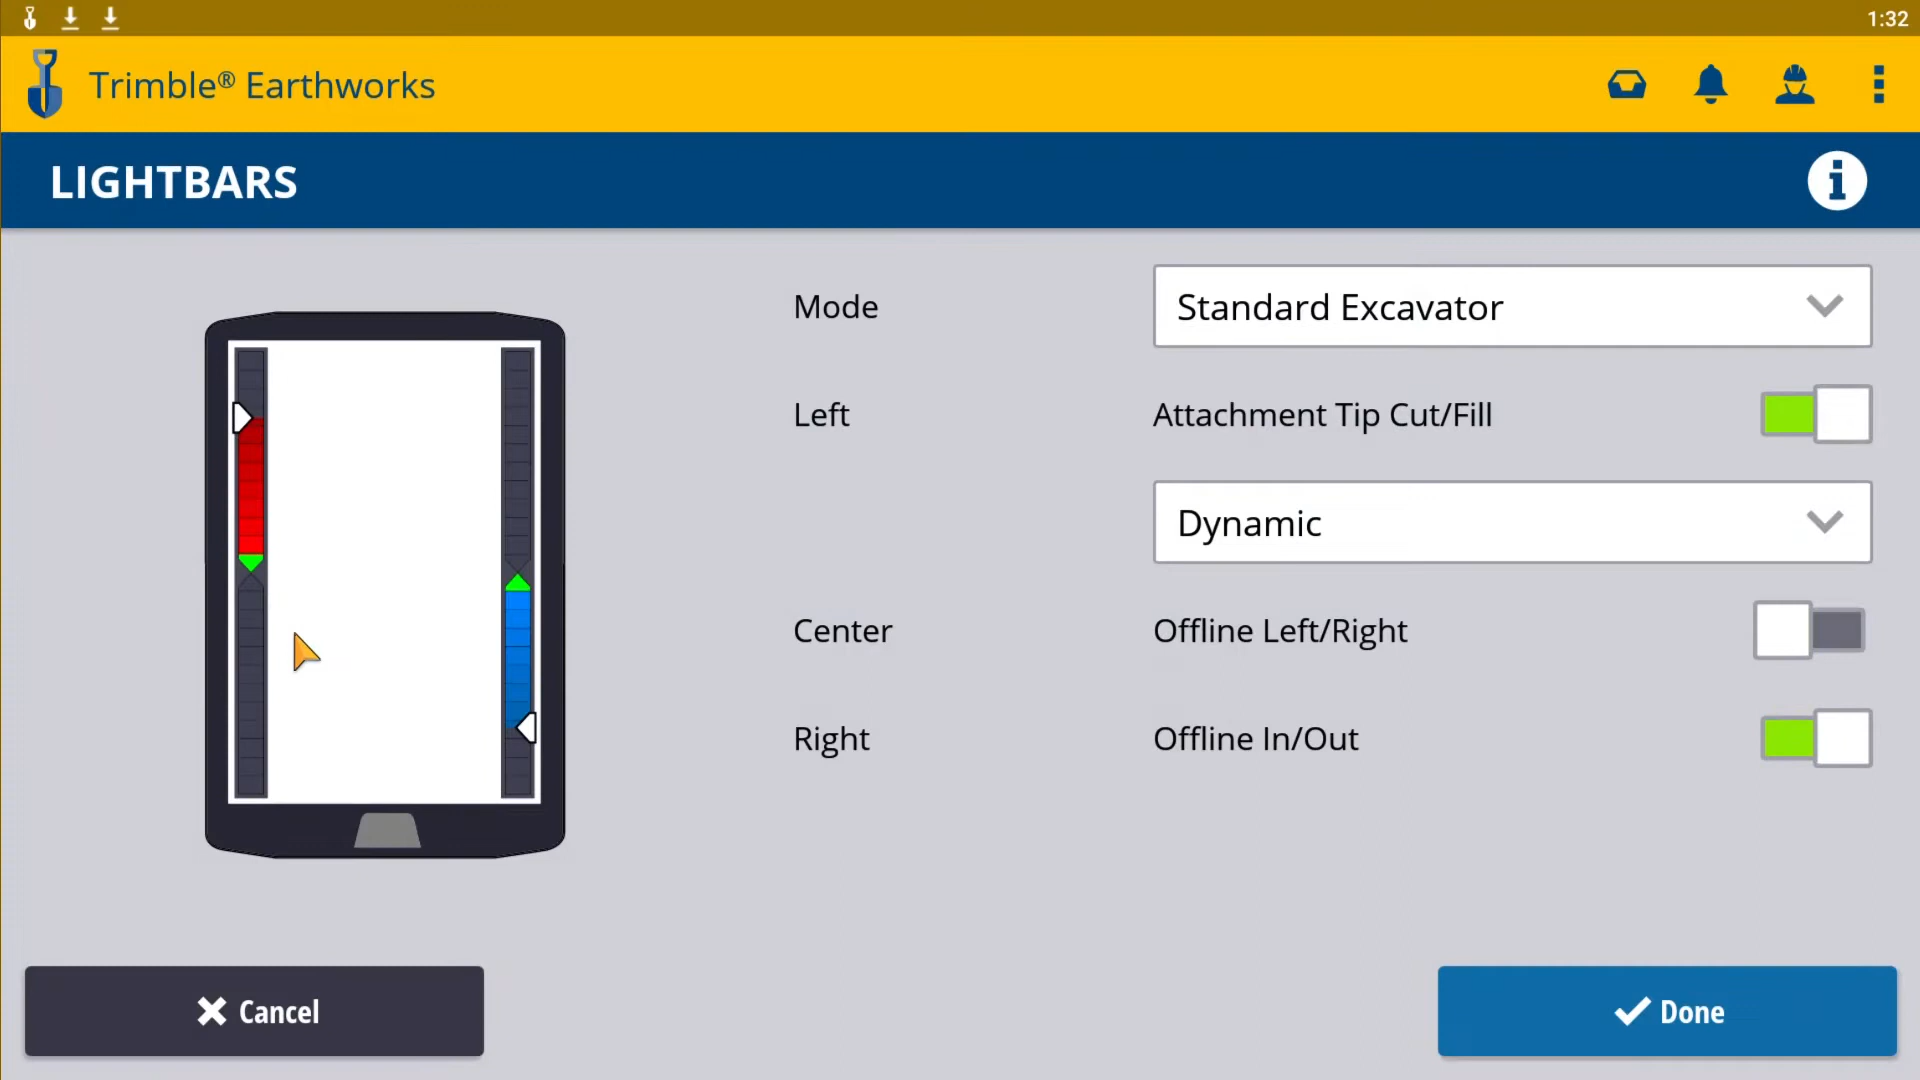 1:32
Trimble® Earthworks
LIGHTBARS
Mode
Standard Excavator
Left
Attachment Tip Cut/Fill
Dynamic
Center
Offline Left/Right
Right
Offline In/Out
Cancel
Done